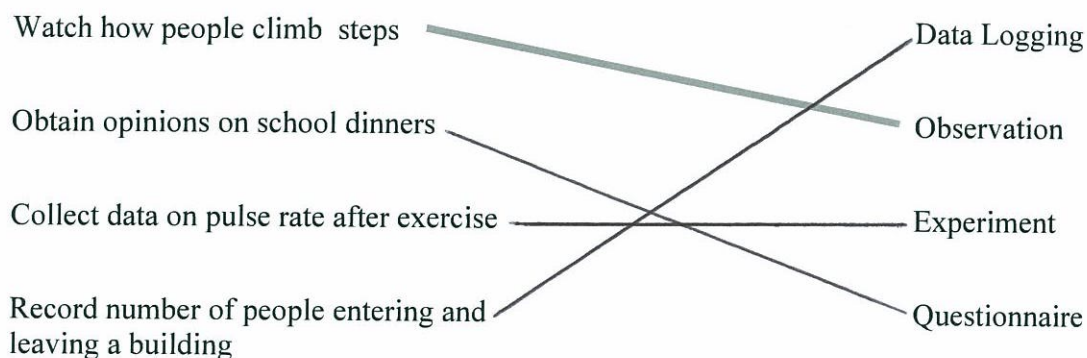 Watch how people climb steps
Data Logging
Obtain opinions on school dinners
Observation
Collect data on pulse rate after exercise
Experiment
Record number of people entering and
leaving a building
Questionnaire